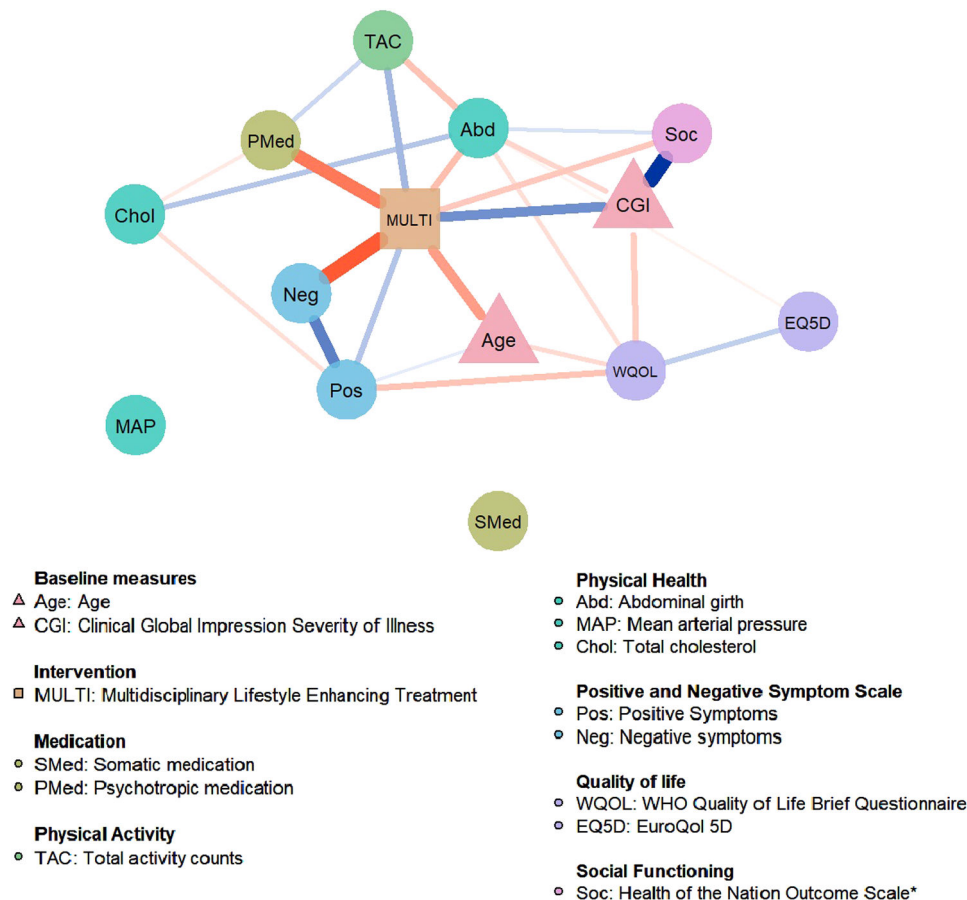 TAC
PMed
Abd
Soc
Chol
MULTI
CGI
Neg
Age
EQ5D
Pos
WQOL
MAP
SMed
Baseline measures
Age: Age
CGI: Clinical Global Impression Severity of Illness
Intervention
MULTI: Multidisciplinary Lifestyle Enhancing Treatment
Medication
SMed: Somatic medication
PMed: Psychotropic medication
Physical Activity
TAC: Total activity counts
Physical Health
Abd: Abdominal girth
MAP: Mean arterial pressure
Chol: Total cholesterol
Positive and Negative Symptom Scale
Pos: Positive Symptoms
Neg: Negative symptoms
Quality of life
WQOL: WHO Quality of Life Brief Questionnaire
EQ5D: EuroQol 5D
Social Functioning
Soc: Health of the Nation Outcome Scale*